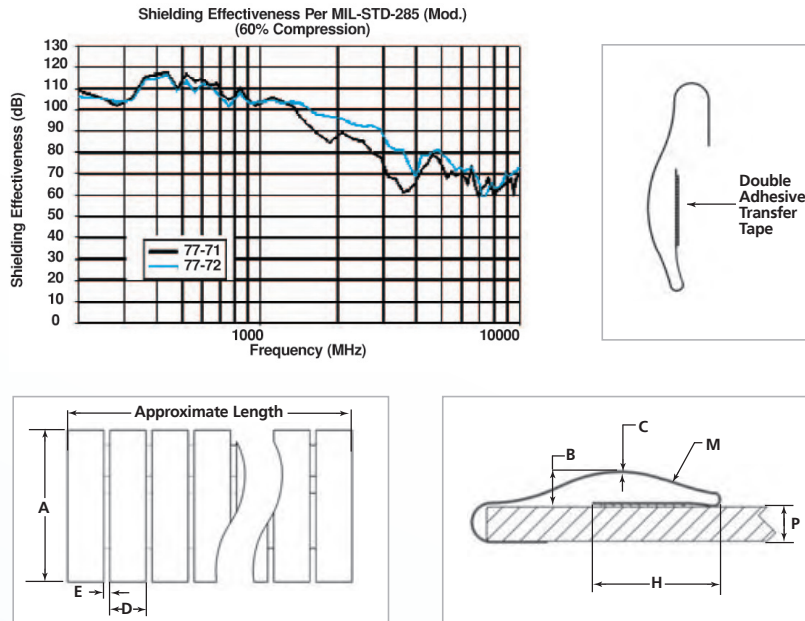 Shielding Effectiveness Per MIL-STD-285 (Mod.)
(60% Compression)
Shielding Effectiveness (dB)
130
120
110
100
90
80
70
60
50
40
30
20
10
0
77-71
77-72
1000
10000
Frequency (MHz)
Double
Adhesive
Transfer
Tape
Approximate Length
A
E
D
B
C
M
P
H